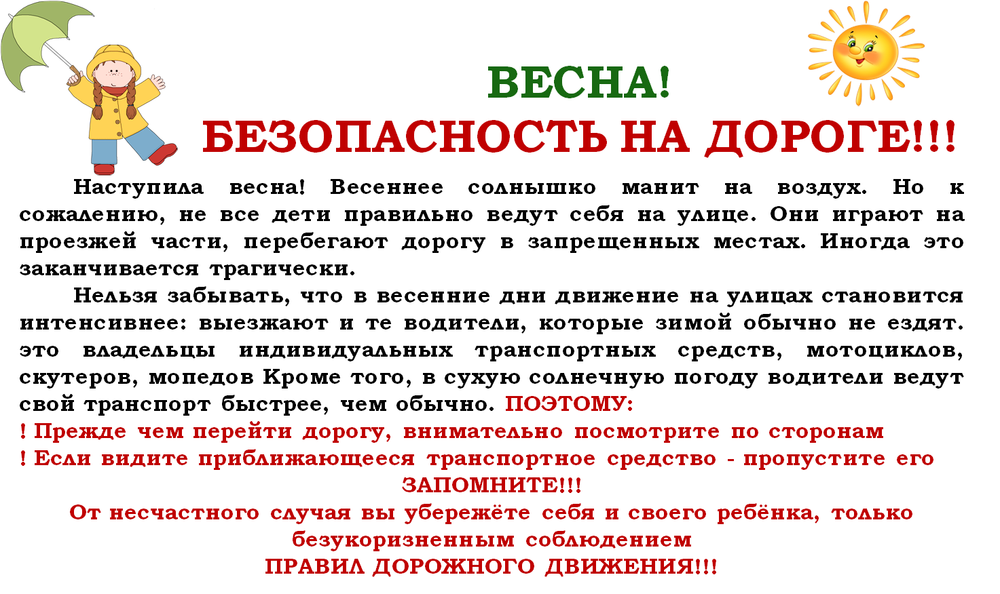 ВЕСНА!
БЕЗОПАСНОСТЬ НА ДОРОГЕ!!!
Наступила весна! Весеннее солнышко манит на воздух. Но к
сожалению, не все дети правильно ведут себя на улице. Они играют на
проезжей части, перебегают дорогу в запрещенных местах. Иногда это
заканчивается трагически.
Нельзя забывать, что в весенние дни движение на улицах становится
интенсивнее: выезжают и те водители, которые зимой обычно не ездят.
это владельцы индивидуальных транспортных средств, мотоциклов,
скутеров, мопедов Кроме того, в сухую солнечную погоду водители ведут
свой транспорт быстрее, чем обычно. ПОЭТОМУ:
! Прежде чем перейти дорогу, внимательно посмотрите по сторонам
! Если видите приближающееся транспортное средство - пропустите его
ЗАПОМНИТЕ!!!
От несчастного случая вы убережёте себя и своего ребёнка, только
безукоризненным соблюдением
ПРАВИЛ ДОРОЖНОГО ДВИЖЕНИЯ!!!